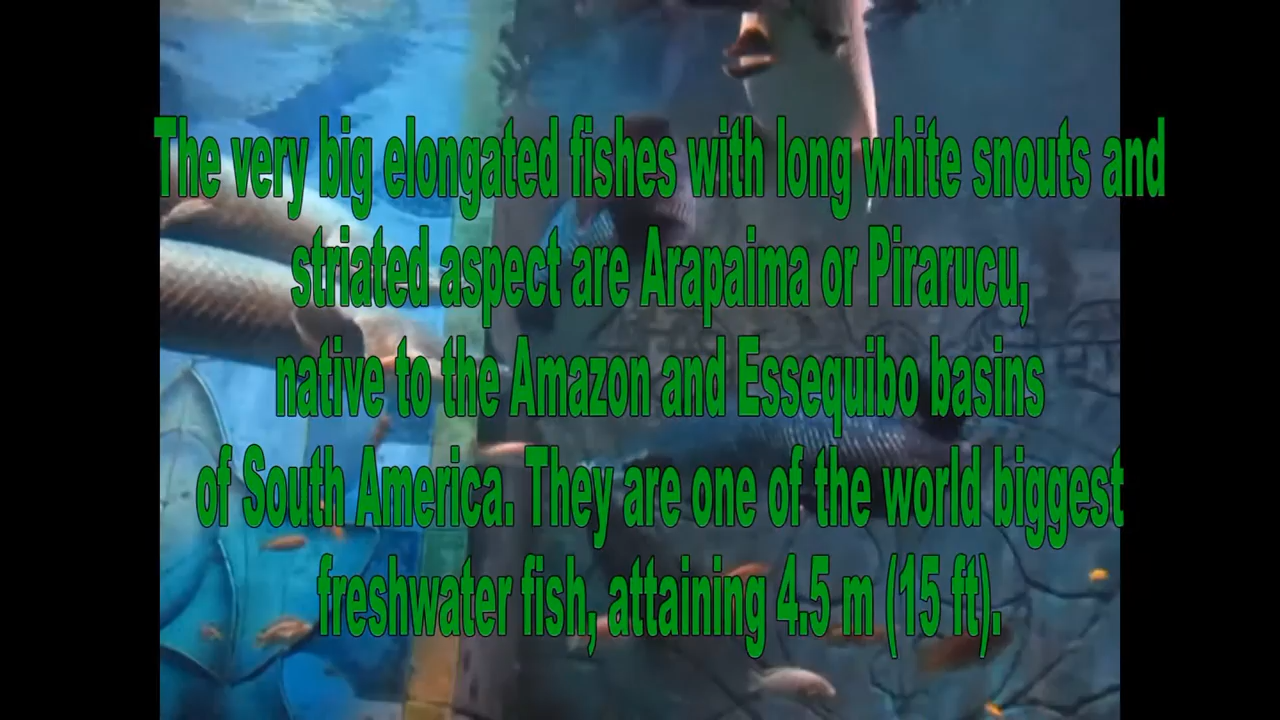 The very big elongated fishes with long white snouts and
striated aspect are Arapaima or Pirarucu,
native to the Amazon and Essequibo basins
of South America. They are one of the world biggest
freshwater fish, attaining 4.5 m (15 ft).